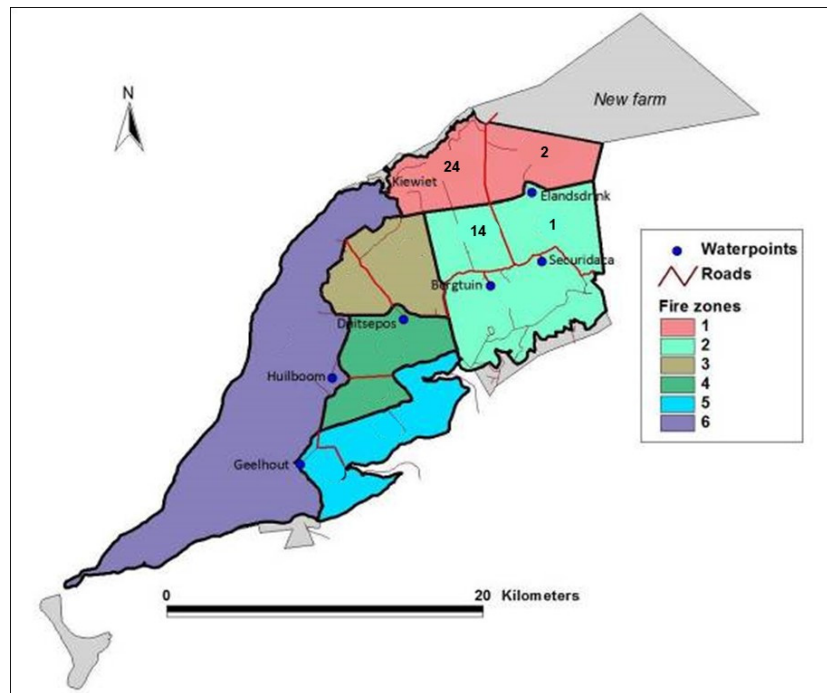 N
New farm
24
2
Kiewiet
Elandsdrink
14
1
Securidaca
Bergtuin
Duitsepos
Huilboom
Geelhout
0
20 Kilometers
Waterpoints
Roads
Fire zones
1
2
3
4
5
6